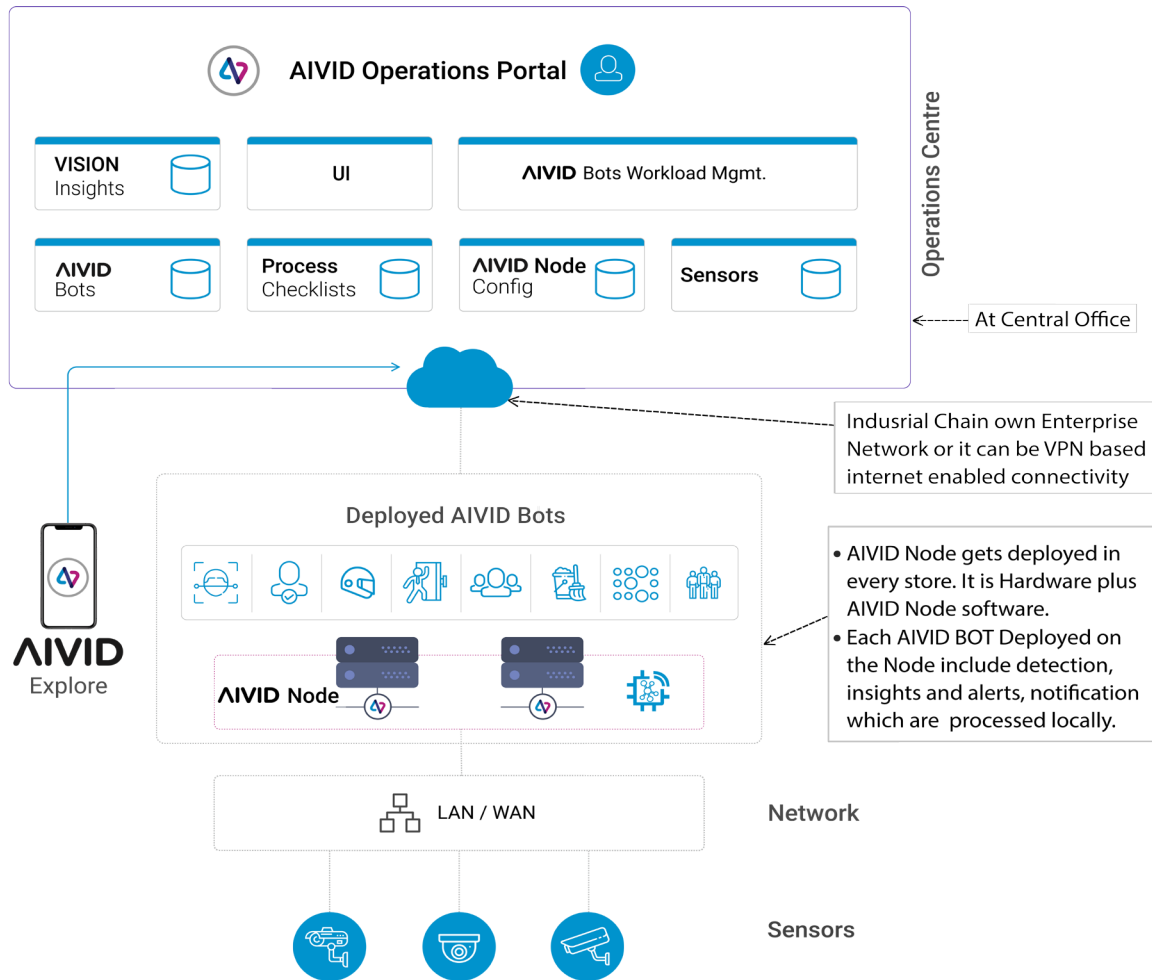 AIVID Operations Portal
VISION
Insights
UI
AIVID Bots Workload Mgmt.
AIVID
Bots
Process
Checklists
AIVID Node
Config
Sensors
Operations Centre
At Central Office
Indusrial Chain own Enterprise
Network or it can be VPN based
internet enabled connectivity
Deployed AIVID Bots
• AIVID Node gets deployed in
every store. It is Hardware plus
AIVID Node software.
• Each AIVID BOT Deployed on
the Node include detection,
insights and alerts, notification
which are processed locally.
AIVID
Explore
AIVID Node
LAN / WAN
Network
Sensors